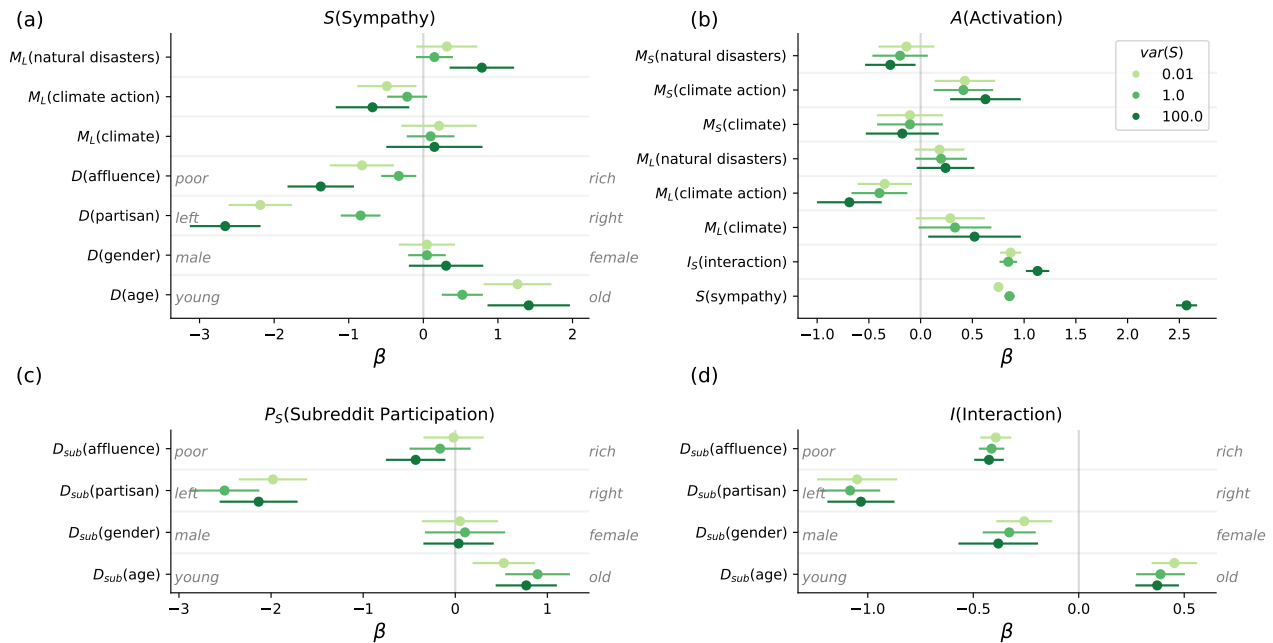 (a)
S(Sympathy)
M_L(natural disasters)
M_L(climate action)
M_L(climate)
D(affluence)
poor
rich
D(partisan)
left
right
D(gender)
male
female
D(age)
young
old
−3
−2
−1
0
1
2
β
(b)
A(Activation)
M_S(natural disasters)
M_S(climate action)
M_S(climate)
M_L(natural disasters)
M_L(climate action)
M_L(climate)
I_S(interaction)
S(sympathy)
var(S)
0.01
1.0
100.0
−1.0
−0.5
0.0
0.5
1.0
1.5
2.0
2.5
β
(c)
P_S(Subreddit Participation)
D_sub(affluence)
poor
rich
D_sub(partisan)
left
right
D_sub(gender)
male
female
D_sub(age)
young
old
−3
−2
−1
0
1
β
(d)
I(Interaction)
D_sub(affluence)
poor
rich
D_sub(partisan)
left
right
D_sub(gender)
male
female
D_sub(age)
young
old
−1.0
−0.5
0.0
0.5
β